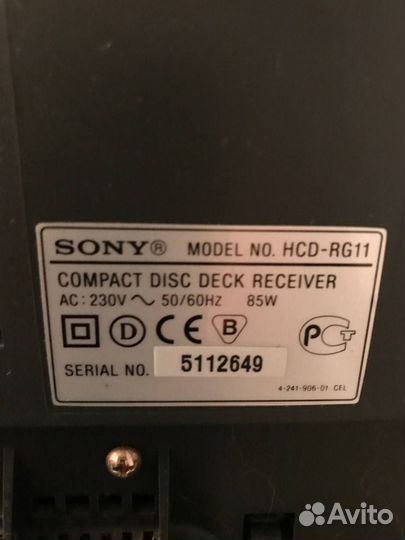 SONY® MODEL NO. HCD-RG11
COMPACT DISC DECK RECEIVER
AC: 230V ~ 50/60HZ 85W
D CE B PCT
SERIAL NO. 5112649
4-241-906-01 CEL
Avito